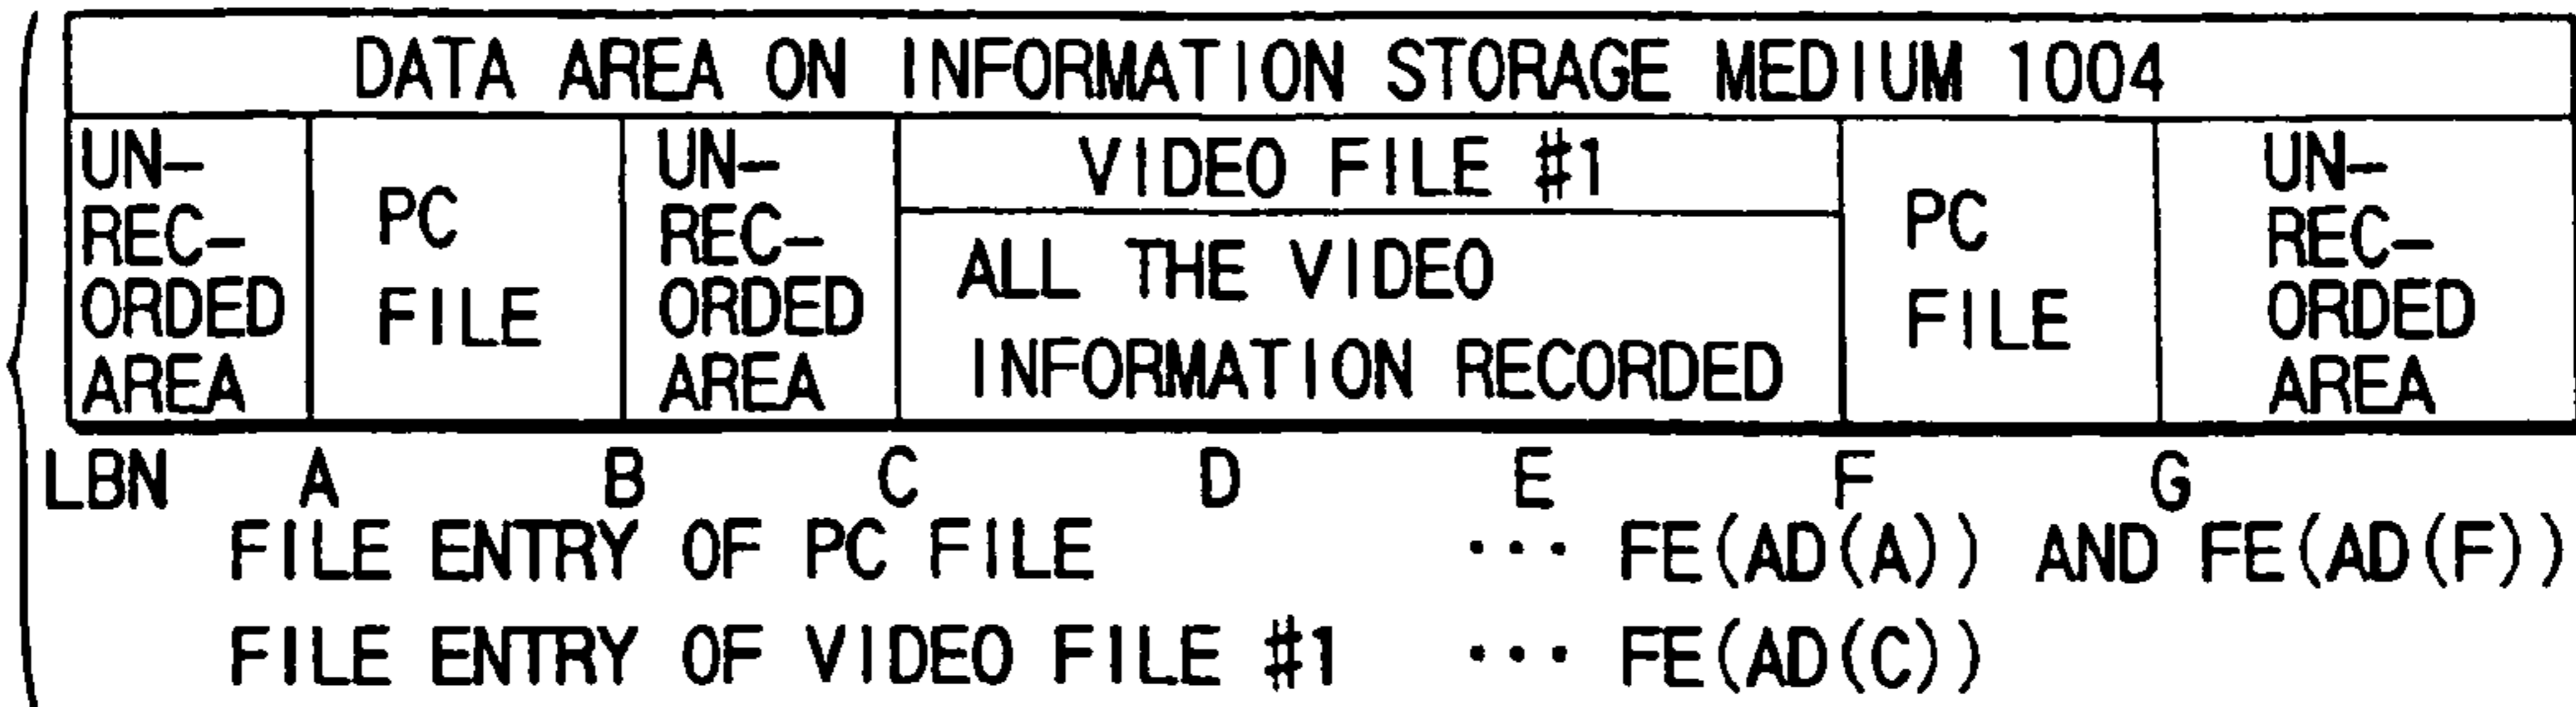 DATA AREA ON INFORMATION STORAGE MEDIUM 1004
UN-
REC-
ORDED
AREA
PC
FILE
UN-
REC-
ORDED
AREA
VIDEO FILE #1
ALL THE VIDEO
INFORMATION RECORDED
PC
FILE
UN-
REC-
ORDED
AREA
LBN A B C D E F G
FILE ENTRY OF PC FILE ··· FE(AD(A)) AND FE(AD(F))
FILE ENTRY OF VIDEO FILE #1 ··· FE(AD(C))